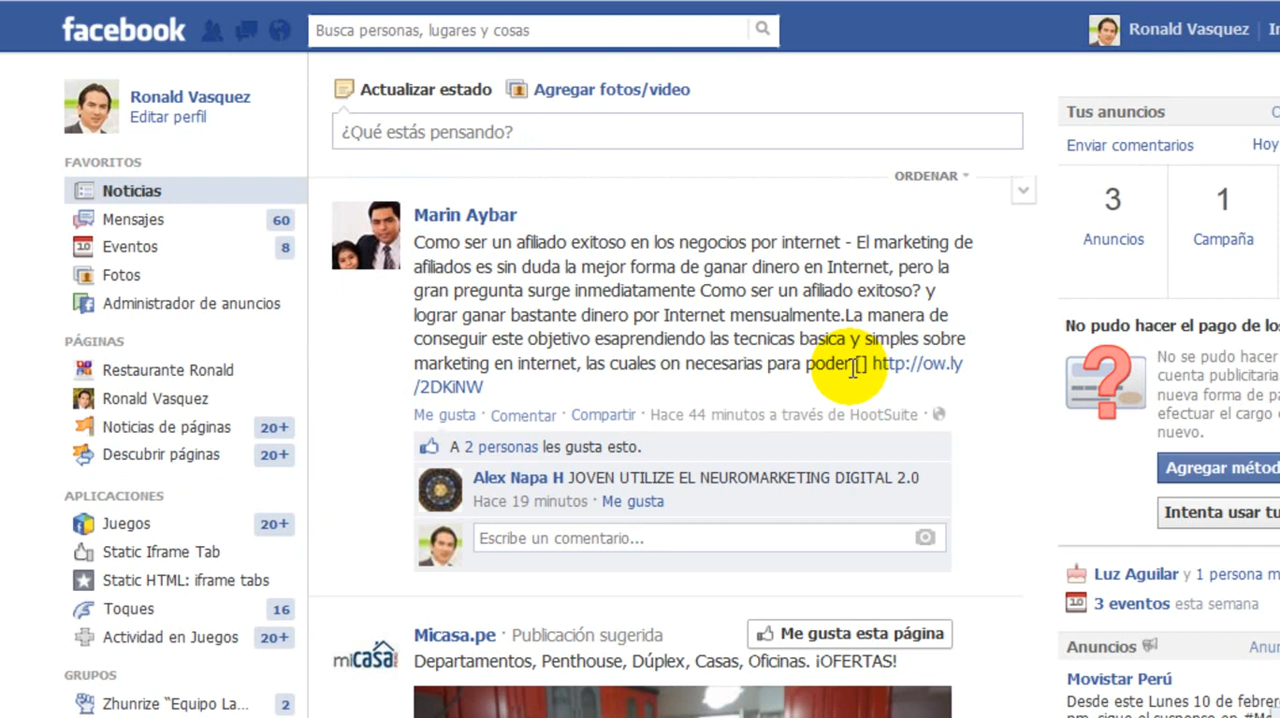 facebook
Busca personas, lugares y cosas
Ronald Vasquez
Ronald Vasquez
Editar perfil
FAVORITOS
Noticias
Mensajes 60
Eventos 8
Fotos
Administrador de anuncios
PÁGINAS
Restaurante Ronald
Ronald Vasquez
Noticias de páginas 20+
Descubrir páginas 20+
APLICACIONES
Juegos 20+
Static Iframe Tab
Static HTML: iframe tabs
Toques 16
Actividad en Juegos 20+
GRUPOS
Zhunrize “Equipo La... 2
Actualizar estado Agregar fotos/video
¿Qué estás pensando?
ORDENAR
Marin Aybar
Como ser un afiliado exitoso en los negocios por internet - El marketing de
afiliados es sin duda la mejor forma de ganar dinero en Internet, pero la
gran pregunta surge inmediatamente Como ser un afiliado exitoso? y
lograr ganar bastante dinero por Internet mensualmente.La manera de
conseguir este objetivo esaprendiendo las tecnicas basica y simples sobre
marketing en internet, las cuales on necesarias para poder [] http://ow.ly
/2DKiNW
Me gusta · Comentar · Compartir · Hace 44 minutos a través de HootSuite ·
A 2 personas les gusta esto.
Alex Napa H JOVEN UTILIZE EL NEUROMARKETING DIGITAL 2.0
Hace 19 minutos · Me gusta
Escribe un comentario...
Micasa.pe · Publicación sugerida
Me gusta esta página
micasa
Departamentos, Penthouse, Dúplex, Casas, Oficinas. ¡OFERTAS!
Tus anuncios
Enviar comentarios Hoy
3 1
Anuncios Campaña
No pudo hacer el pago de los
No se pudo hacer
cuenta publicitaria
nueva forma de pa
efectuar el cargo
nuevo.
Agregar métod
Intenta usar tu
Luz Aguilar y 1 persona m
3 eventos esta semana
Anuncios
Movistar Perú
Desde este Lunes 10 de febrer